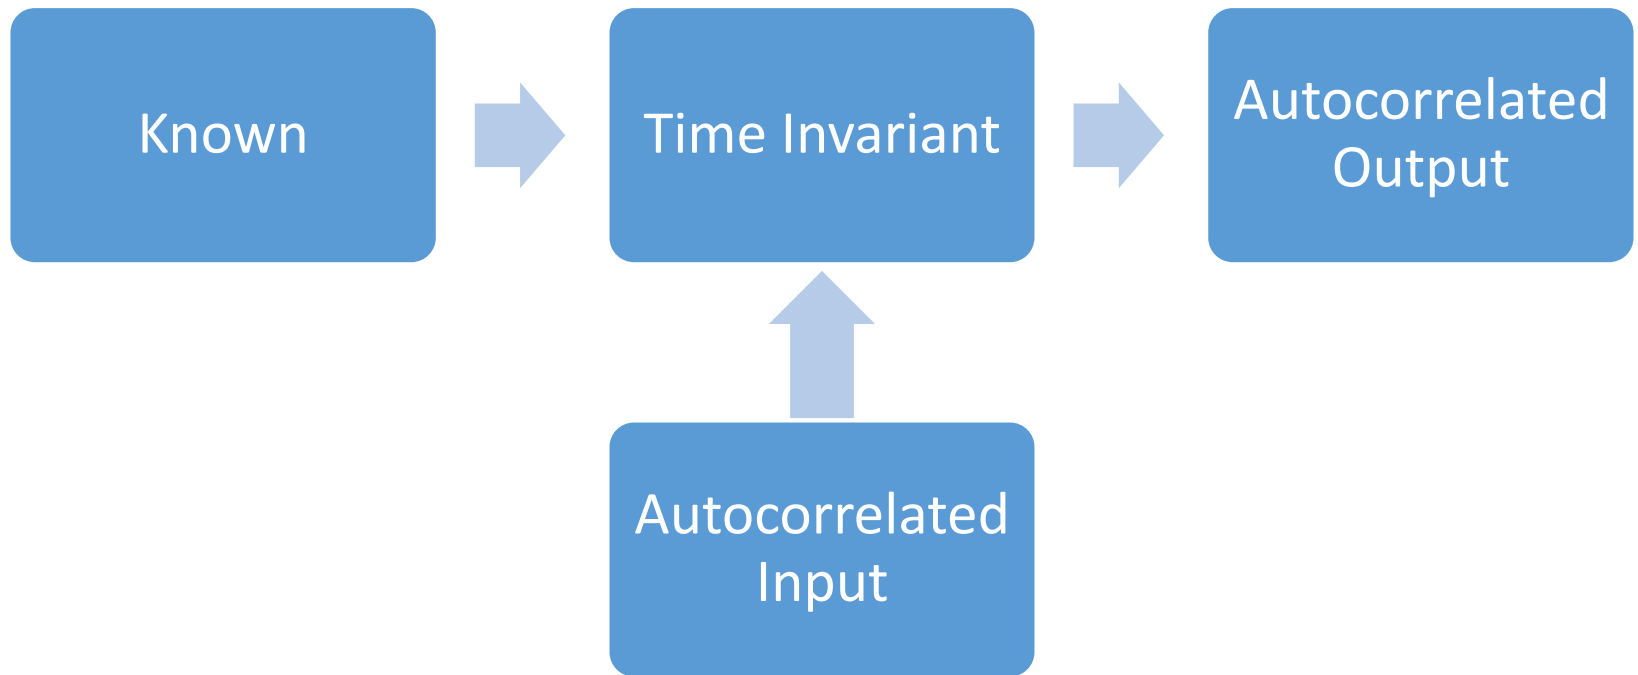 Known
Time Invariant
Autocorrelated
Output
Autocorrelated
Input